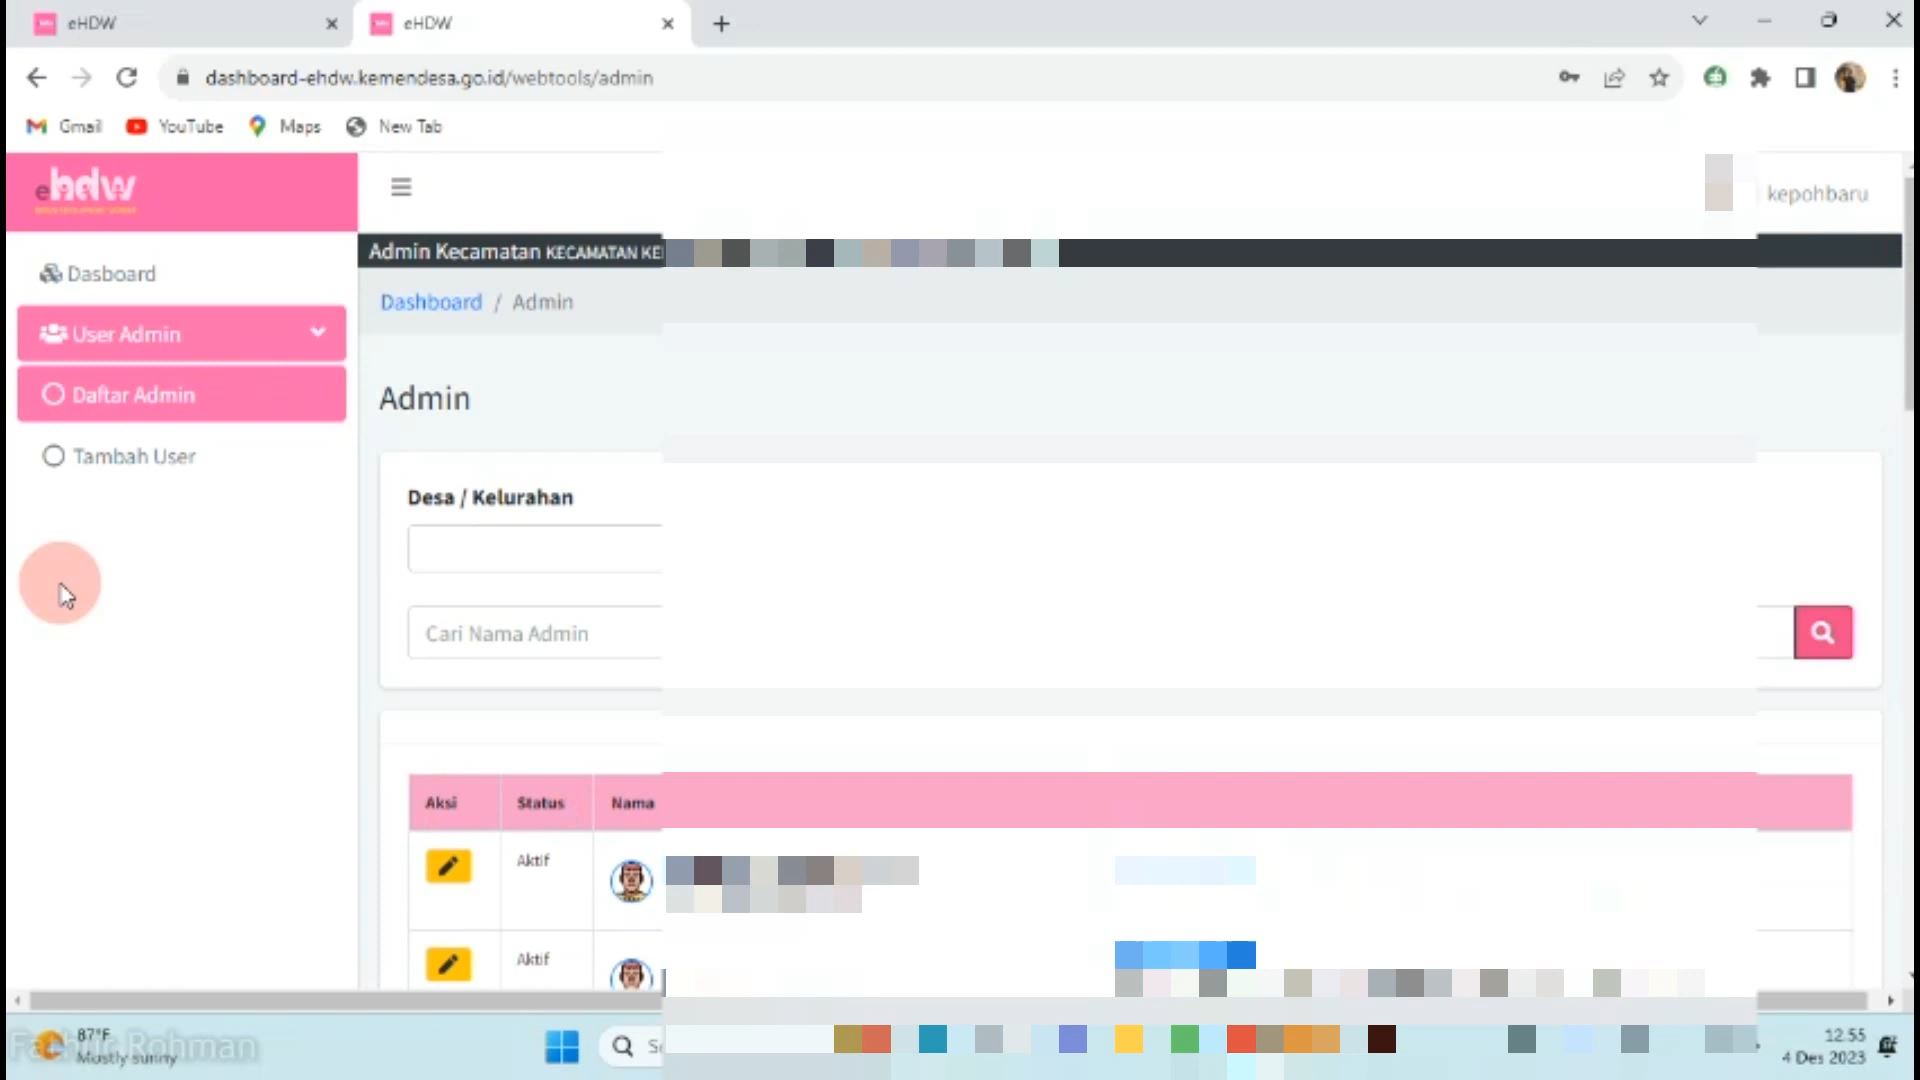 eHDW
eHDW
dashboard-ehdw.kemendesa.go.id/webtools/admin
Gmail
YouTube
Maps
New Tab
ehdw
kepohbaru
Admin Kecamatan KECAMATAN KE
Dasboard
Dashboard / Admin
User Admin
Daftar Admin
Admin
Tambah User
Desa / Kelurahan
Cari Nama Admin
Aksi
Status
Nama
Aktif
Aktif
87°F
Mostly sunny
Rohman
12.55
4 Des 2023